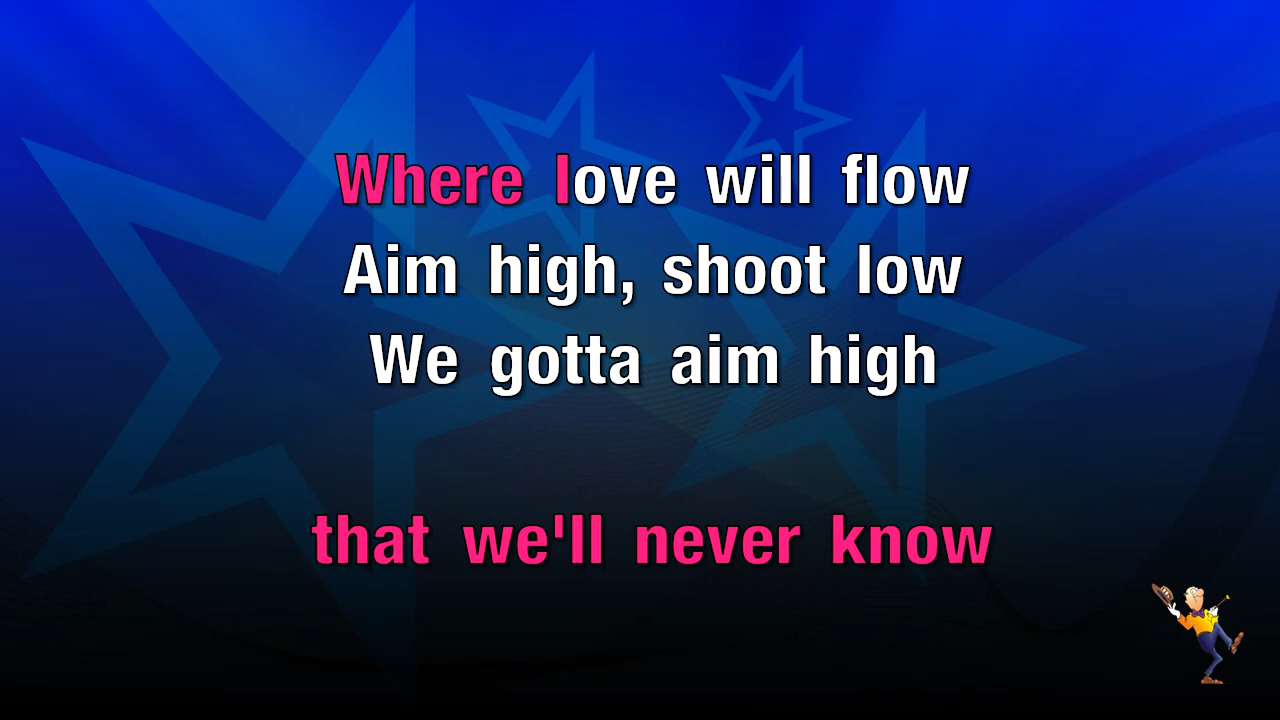 Where love will flow
Aim high, shoot low
We gotta aim high
that we'll never know